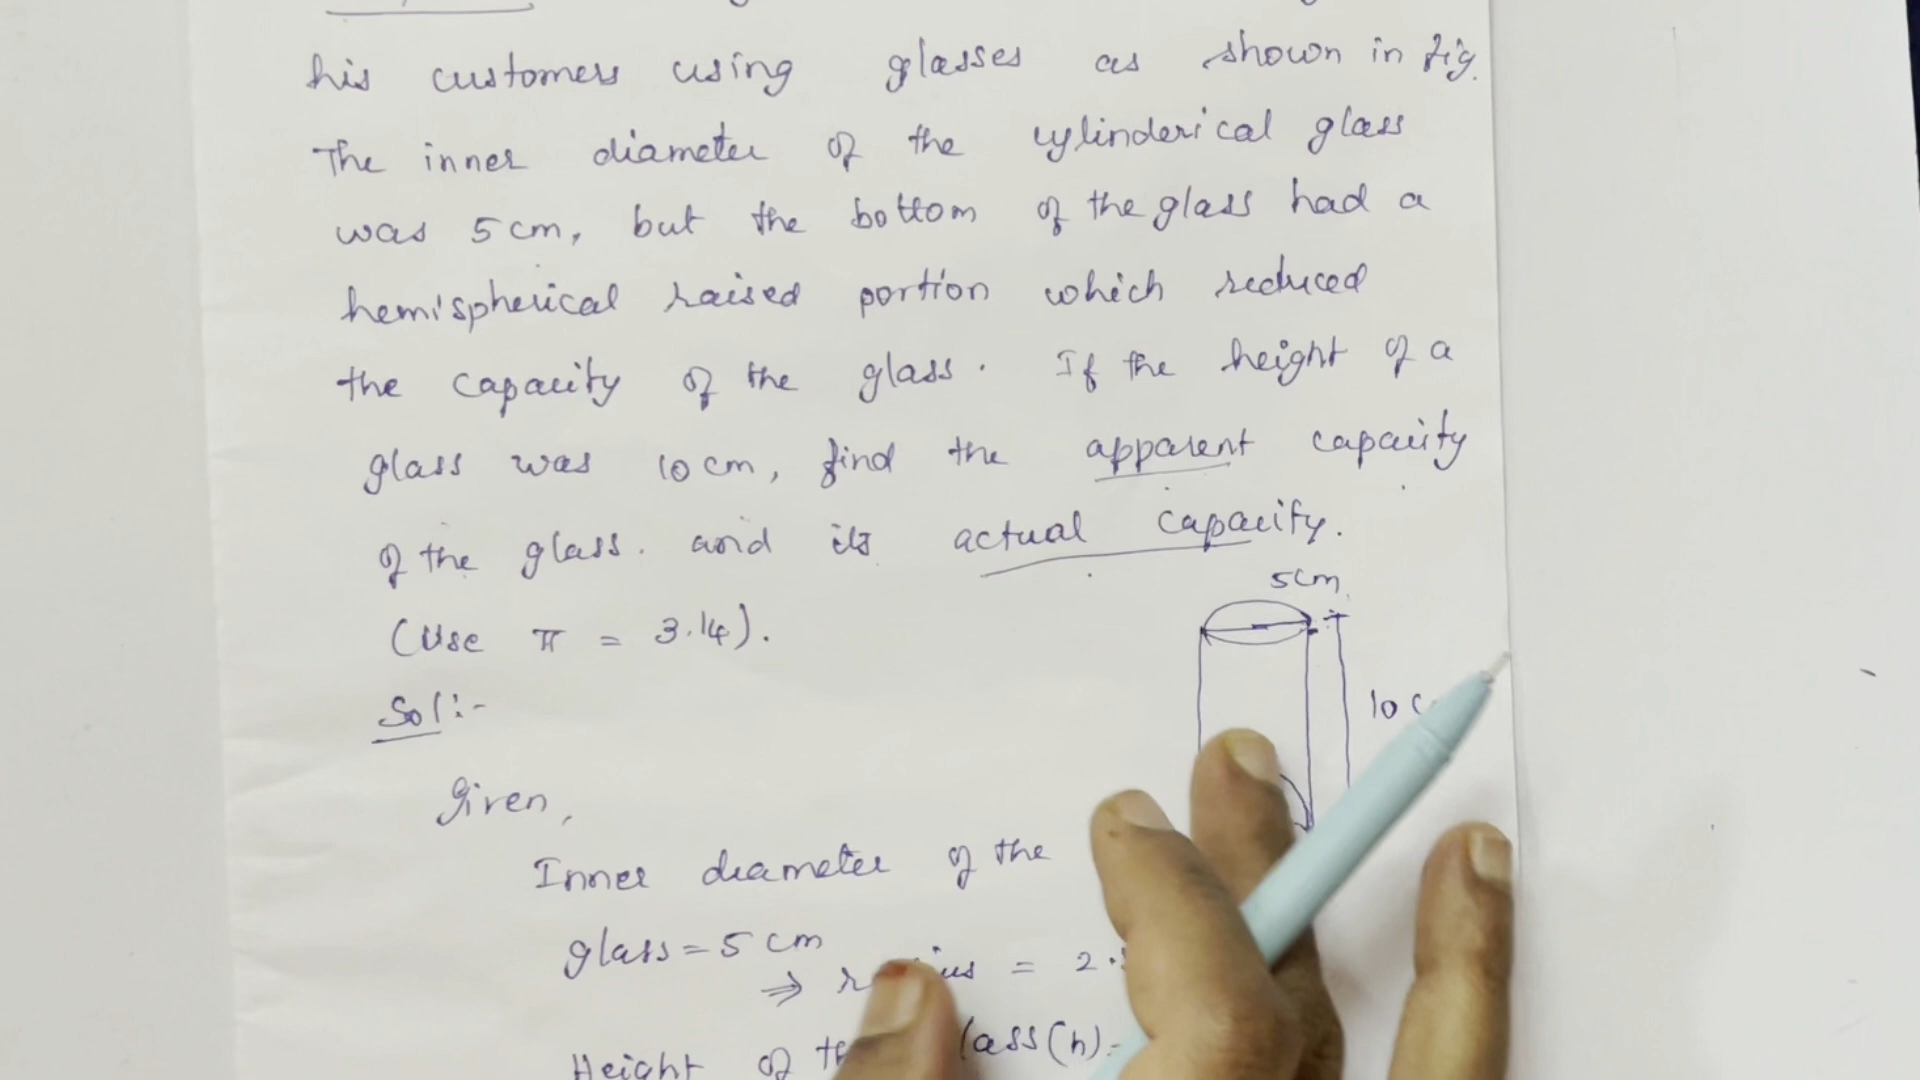 his customers using glasses as shown in fig.
The inner diameter of the cylinderical glass
was 5 cm, but the bottom of the glass had a
hemispherical raised portion which reduced
the capacity of the glass. If the height of a
glass was 10 cm, find the apparent capacity
of the glass. and its actual capacity.
5cm
(Use π = 3.14).
Sol:-
10 c
Given,
Inner diameter of the
glass = 5 cm
⇒ = 2.
Height of (h) =